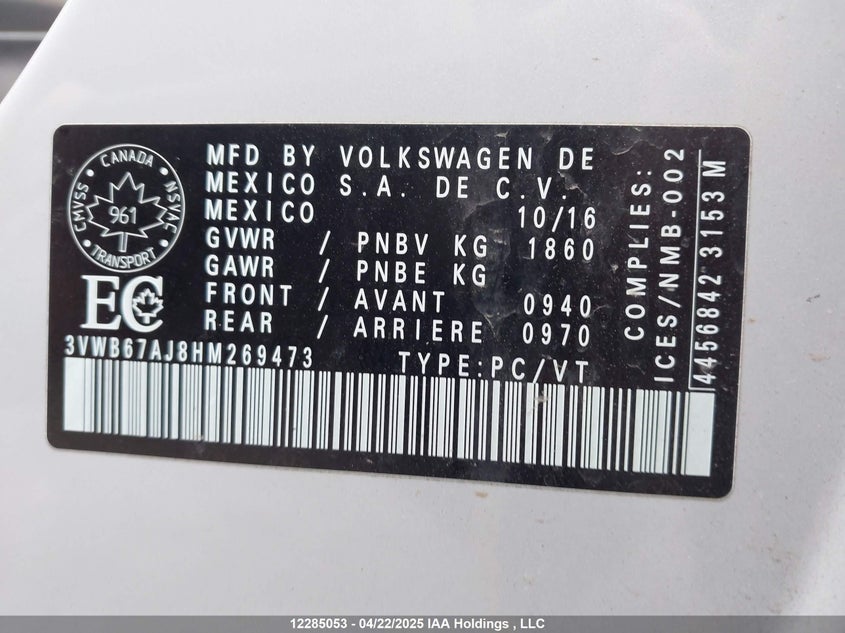 CANADA
CMVSS
NSVAC
961
TRANSPORT
EC
MFD BY VOLKSWAGEN DE
MEXICO S.A. DE C.V.
MEXICO 10/16
GVWR / PNBV KG 1860
GAWR / PNBE KG
FRONT / AVANT 0940
REAR / ARRIERE 0970
3VWB67AJ8HM269473 TYPE:PC/VT
COMPLIES:
ICES/NMB-002
4456842 3153 M
12285053 - 04/22/2025 IAA Holdings , LLC